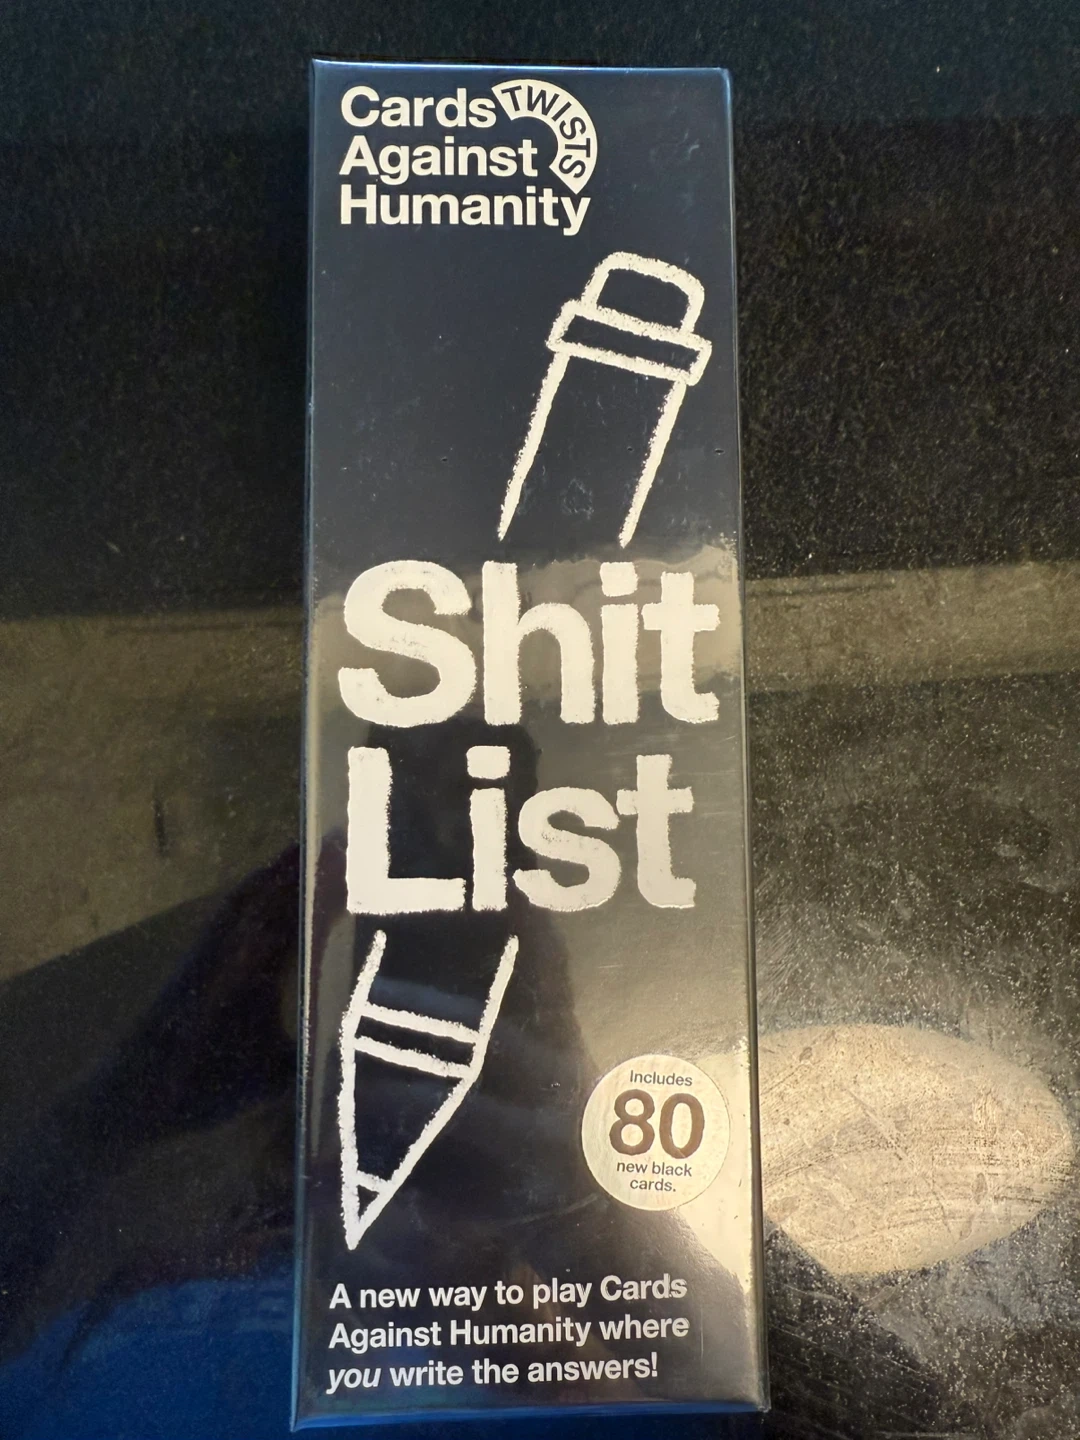 Cards TWISTS
Against
Humanity
Shit
List
Includes
80
new black
cards.
A new way to play Cards
Against Humanity where
you write the answers!